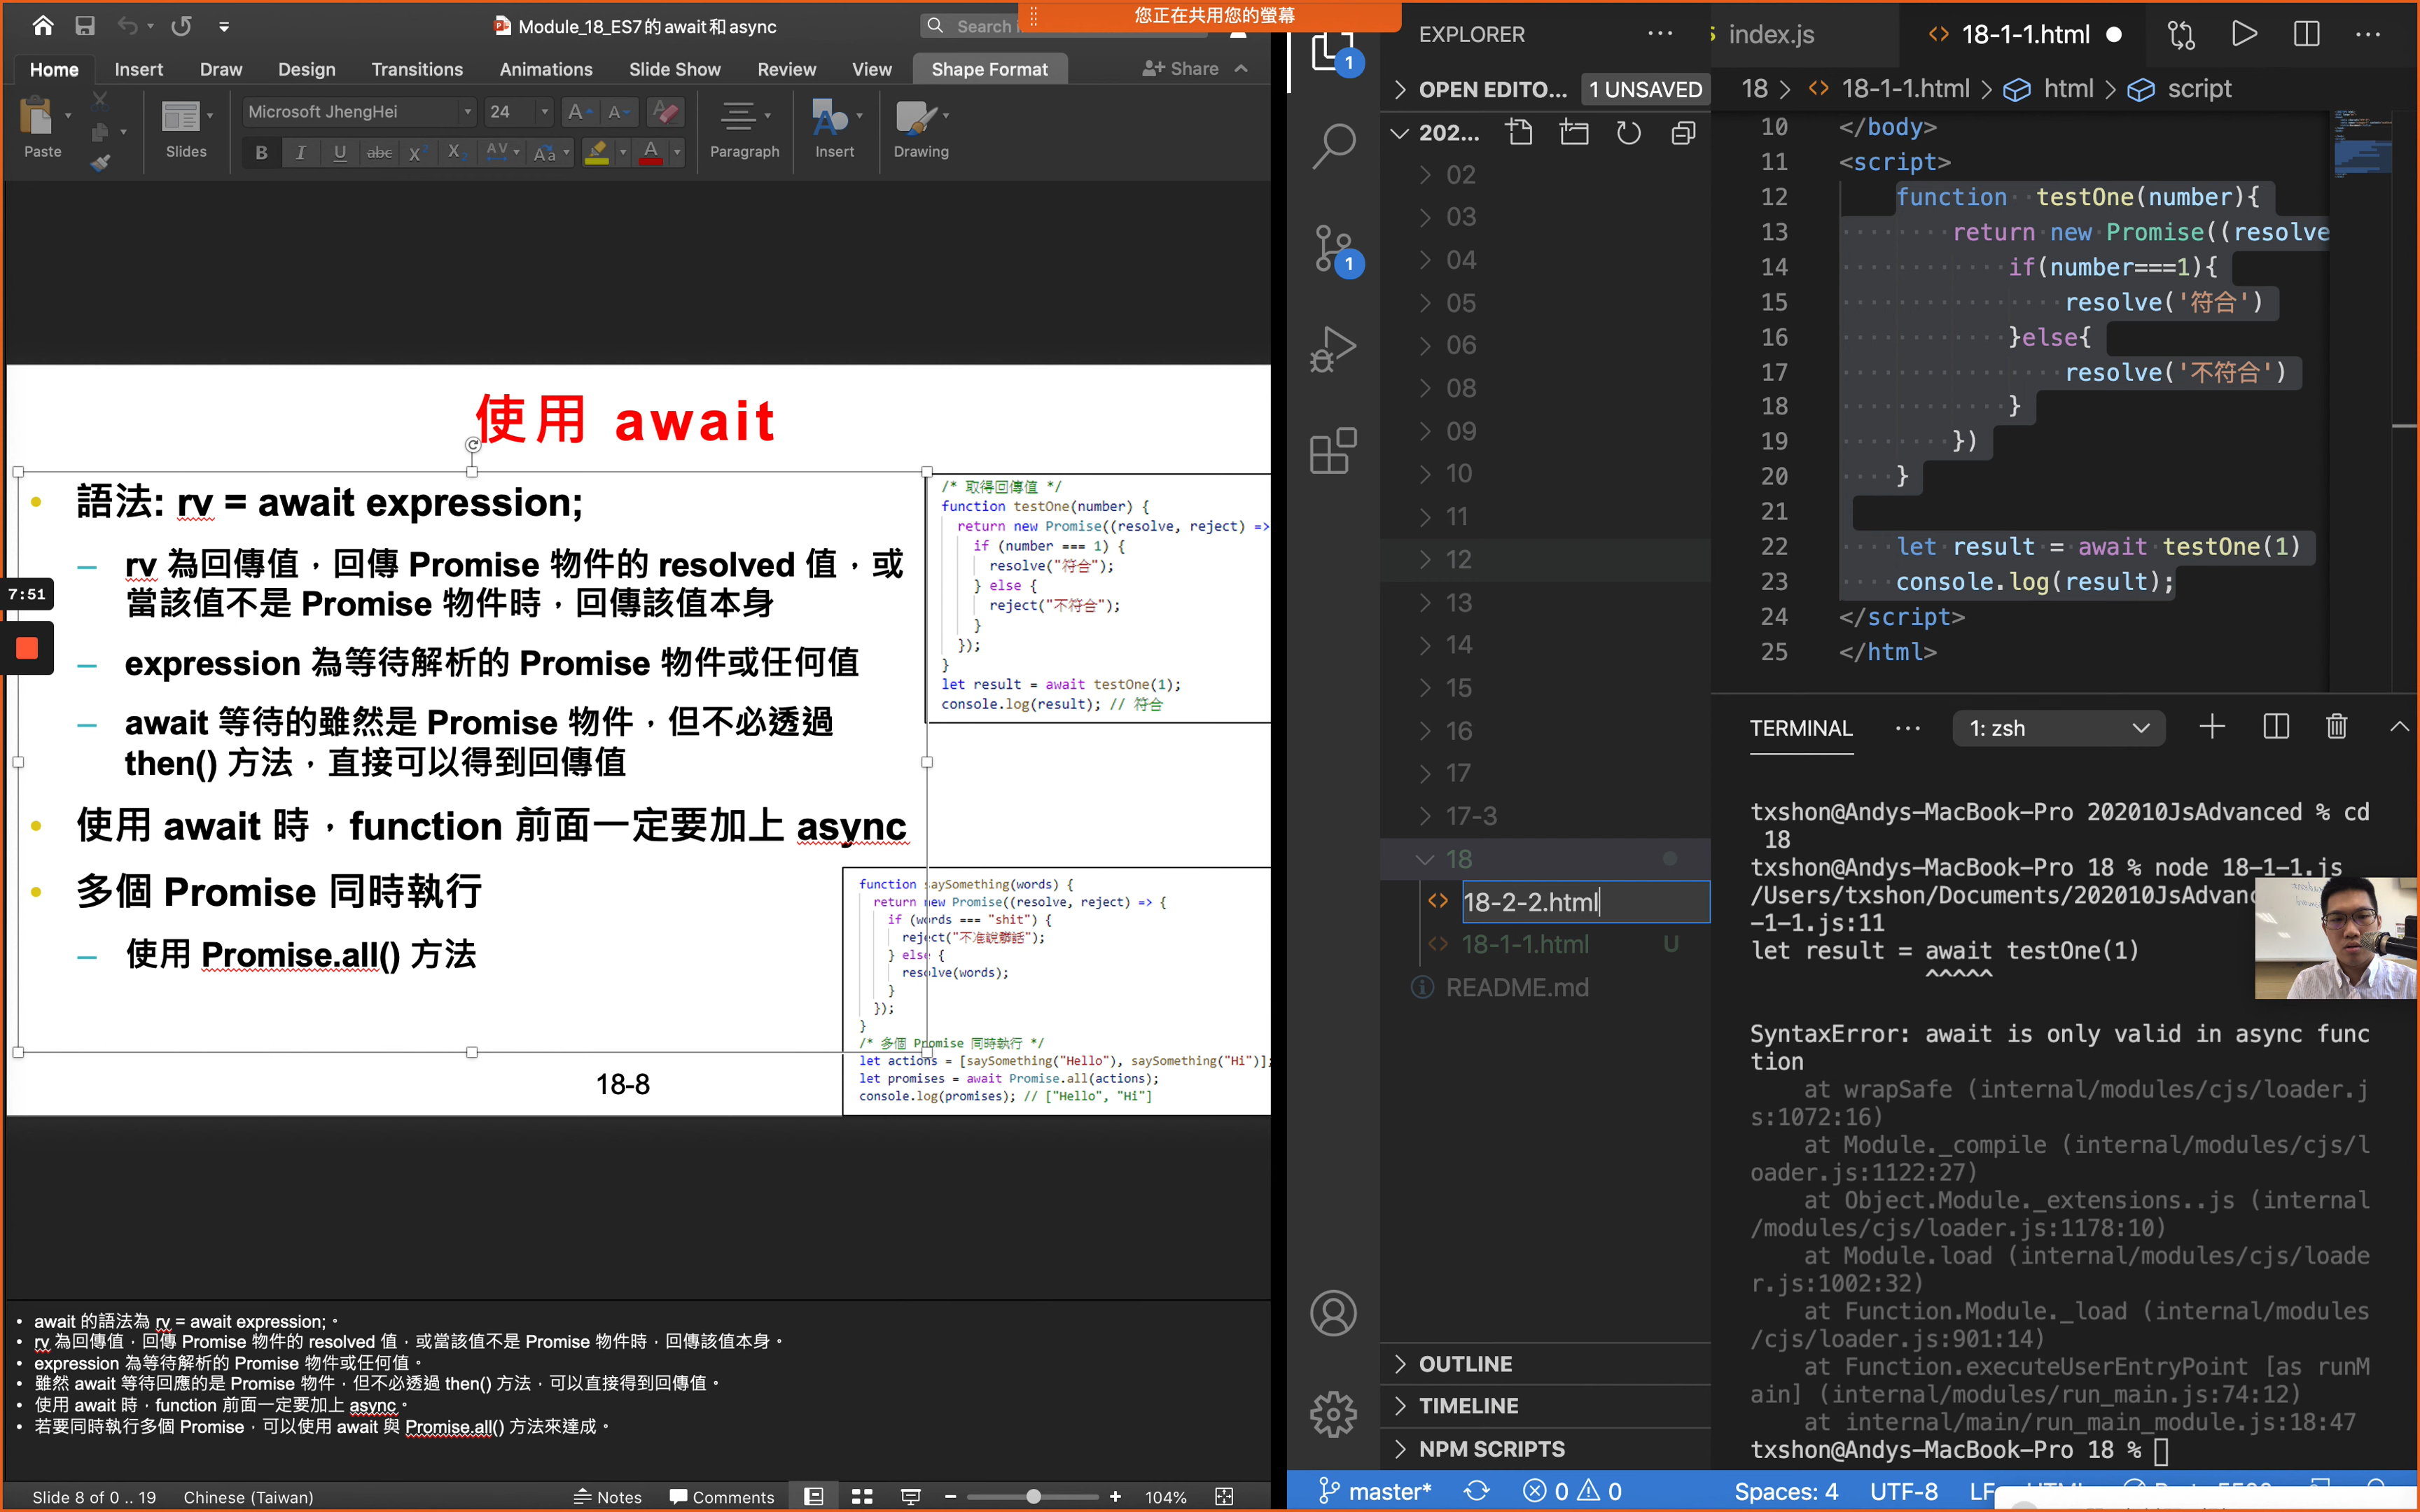 Module_18_ES7的await和async
Search i
您正在共用您的螢幕
Home Insert Draw Design Transitions Animations Slide Show Review View Shape Format Share
Paste
Slides
Microsoft JhengHei 24
B I U abc X² X₂ AV Aa A
Paragraph
Insert
Drawing
使用 await
語法: rv = await expression;
rv 為回傳值，回傳 Promise 物件的 resolved 值，或
當該值不是 Promise 物件時，回傳該值本身
expression 為等待解析的 Promise 物件或任何值
await 等待的雖然是 Promise 物件，但不必透過
then() 方法，直接可以得到回傳值
使用 await 時，function 前面一定要加上 async
多個 Promise 同時執行
使用 Promise.all() 方法
18-8
7:51
/* 取得回傳值 */
function testOne(number) {
return new Promise((resolve, reject) =>
if (number === 1) {
resolve("符合");
} else {
reject("不符合");
}
});
}
let result = await testOne(1);
console.log(result); // 符合
function saySomething(words) {
return new Promise((resolve, reject) => {
if (words === "shit") {
reject("不准說髒話");
} else {
resolve(words);
}
});
}
/* 多個 Promise 同時執行 */
let actions = [saySomething("Hello"), saySomething("Hi")];
let promises = await Promise.all(actions);
console.log(promises); // ["Hello", "Hi"]
• await 的語法為 rv = await expression;。
• rv 為回傳值，回傳 Promise 物件的 resolved 值，或當該值不是 Promise 物件時，回傳該值本身。
• expression 為等待解析的 Promise 物件或任何值。
• 雖然 await 等待回應的是 Promise 物件，但不必透過 then() 方法，可以直接得到回傳值。
• 使用 await 時，function 前面一定要加上 async。
• 若要同時執行多個 Promise，可以使用 await 與 Promise.all() 方法來達成。
Slide 8 of 0 .. 19 Chinese (Taiwan) Notes Comments 104%
1
1
EXPLORER
OPEN EDITO... 1 UNSAVED
202...
02
03
04
05
06
08
09
10
11
12
13
14
15
16
17
17-3
18
18-2-2.html
18-1-1.html U
README.md
OUTLINE
TIMELINE
NPM SCRIPTS
index.js 18-1-1.html
18 > 18-1-1.html > html > script
10 </body>
11 <script>
12 function testOne(number){
13 return new Promise((resolve
14 if(number===1){
15 resolve('符合')
16 }else{
17 resolve('不符合')
18 }
19 })
20 }
21
22 let result = await testOne(1)
23 console.log(result);
24 </script>
25 </html>
TERMINAL 1: zsh
txshon@Andys-MacBook-Pro 202010JsAdvanced % cd
18
txshon@Andys-MacBook-Pro 18 % node 18-1-1.js
/Users/txshon/Documents/202010JsAdvanc
-1-1.js:11
let result = await testOne(1)
^^^^^
SyntaxError: await is only valid in async func
tion
at wrapSafe (internal/modules/cjs/loader.j
s:1072:16)
at Module._compile (internal/modules/cjs/l
oader.js:1122:27)
at Object.Module._extensions..js (internal
/modules/cjs/loader.js:1178:10)
at Module.load (internal/modules/cjs/loade
r.js:1002:32)
at Function.Module._load (internal/modules
/cjs/loader.js:901:14)
at Function.executeUserEntryPoint [as runM
ain] (internal/modules/run_main.js:74:12)
at internal/main/run_main_module.js:18:47
txshon@Andys-MacBook-Pro 18 %
master* 0 0 Spaces: 4 UTF-8